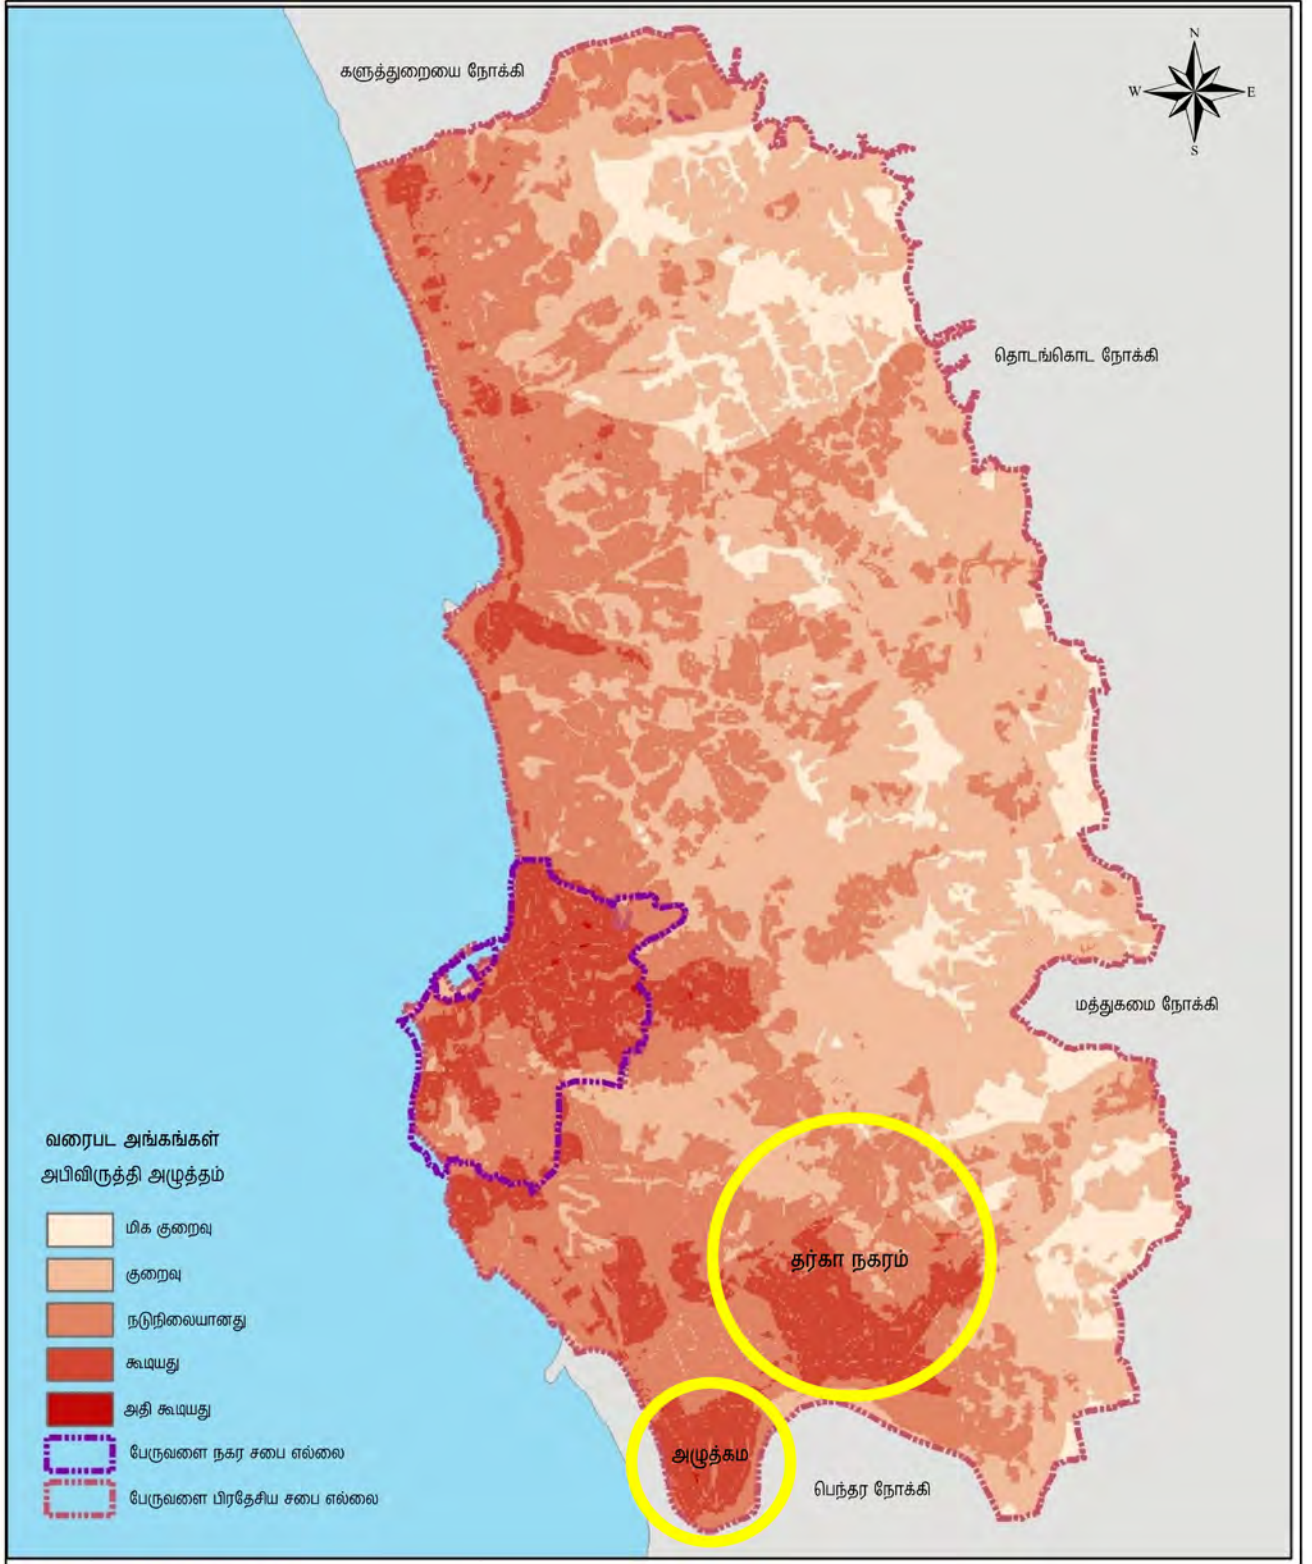 களுத்துறையை நோக்கி
N
W E
S
தொடங்கொட நோக்கி
மத்துகமை நோக்கி
வரைபட அங்கங்கள்
அபிவிருத்தி அழுத்தம்
மிக குறைவு
குறைவு
நடுநிலையானது
கூடியது
அதி கூடியது
பேருவளை நகர சபை எல்லை
பேருவளை பிரதேசிய சபை எல்லை
தர்கா நகரம்
அழுத்கம
பெந்தர நோக்கி